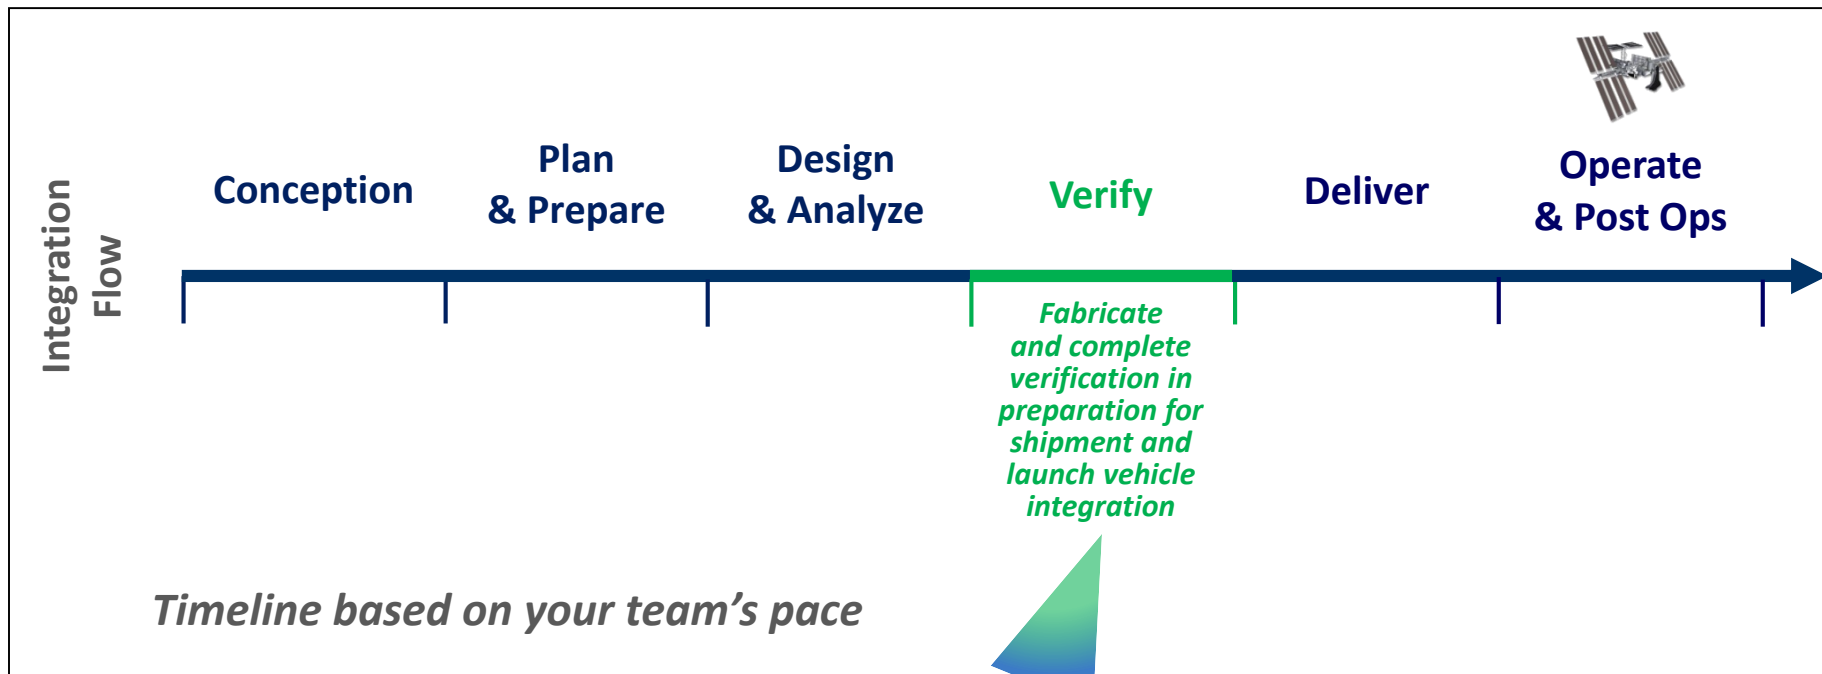 Integration
Flow
Conception
Plan
& Prepare
Design
& Analyze
Verify
Deliver
Operate
& Post Ops
Fabricate
and complete
verification in
preparation for
shipment and
launch vehicle
integration
Timeline based on your team's pace